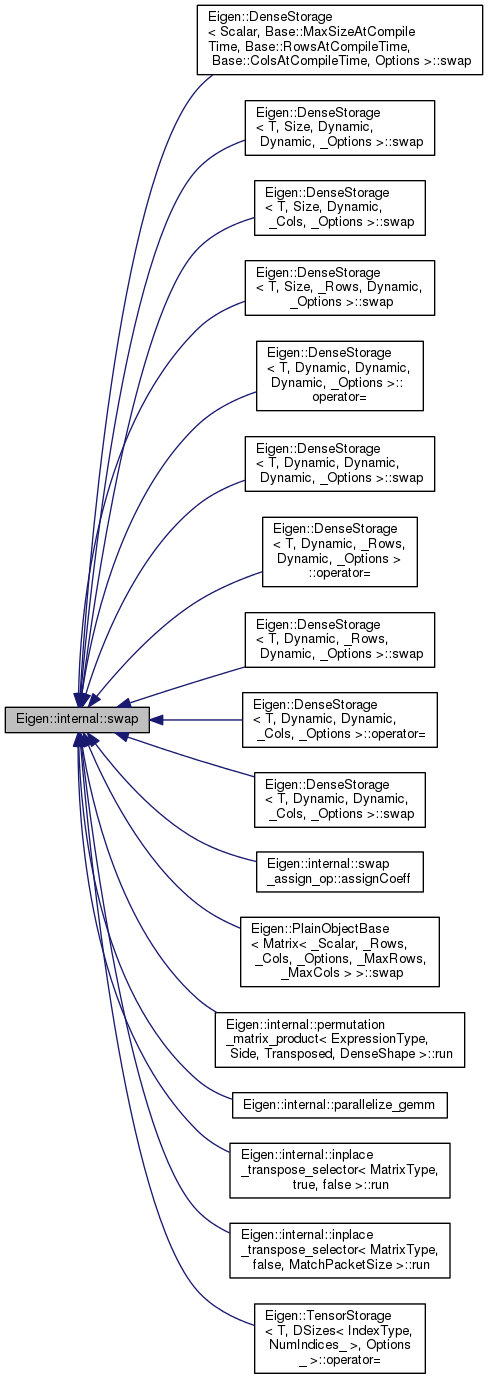 Eigen::DenseStorage
< Scalar, Base::MaxSizeAtCompile
Time, Base::RowsAtCompileTime,
Base::ColsAtCompileTime, Options >::swap
Eigen::DenseStorage
< T, Size, Dynamic,
Dynamic, _Options >::swap
Eigen::DenseStorage
< T, Size, Dynamic,
_Cols, _Options >::swap
Eigen::DenseStorage
< T, Size, _Rows, Dynamic,
_Options >::swap
Eigen::DenseStorage
< T, Dynamic, Dynamic,
Dynamic, _Options >::
operator=
Eigen::DenseStorage
< T, Dynamic, Dynamic,
Dynamic, _Options >::swap
Eigen::DenseStorage
< T, Dynamic, _Rows,
Dynamic, _Options >
::operator=
Eigen::DenseStorage
< T, Dynamic, _Rows,
Dynamic, _Options >::swap
Eigen::internal::swap
Eigen::DenseStorage
< T, Dynamic, Dynamic,
_Cols, _Options >::operator=
Eigen::DenseStorage
< T, Dynamic, Dynamic,
_Cols, _Options >::swap
Eigen::internal::swap
_assign_op::assignCoeff
Eigen::PlainObjectBase
< Matrix< _Scalar, _Rows,
_Cols, _Options, _MaxRows,
_MaxCols > >::swap
Eigen::internal::permutation
_matrix_product< ExpressionType,
Side, Transposed, DenseShape >::run
Eigen::internal::parallelize_gemm
Eigen::internal::inplace
_transpose_selector< MatrixType,
true, false >::run
Eigen::internal::inplace
_transpose_selector< MatrixType,
false, MatchPacketSize >::run
Eigen::TensorStorage
< T, DSizes< IndexType,
NumIndices_ >, Options
_ >::operator=